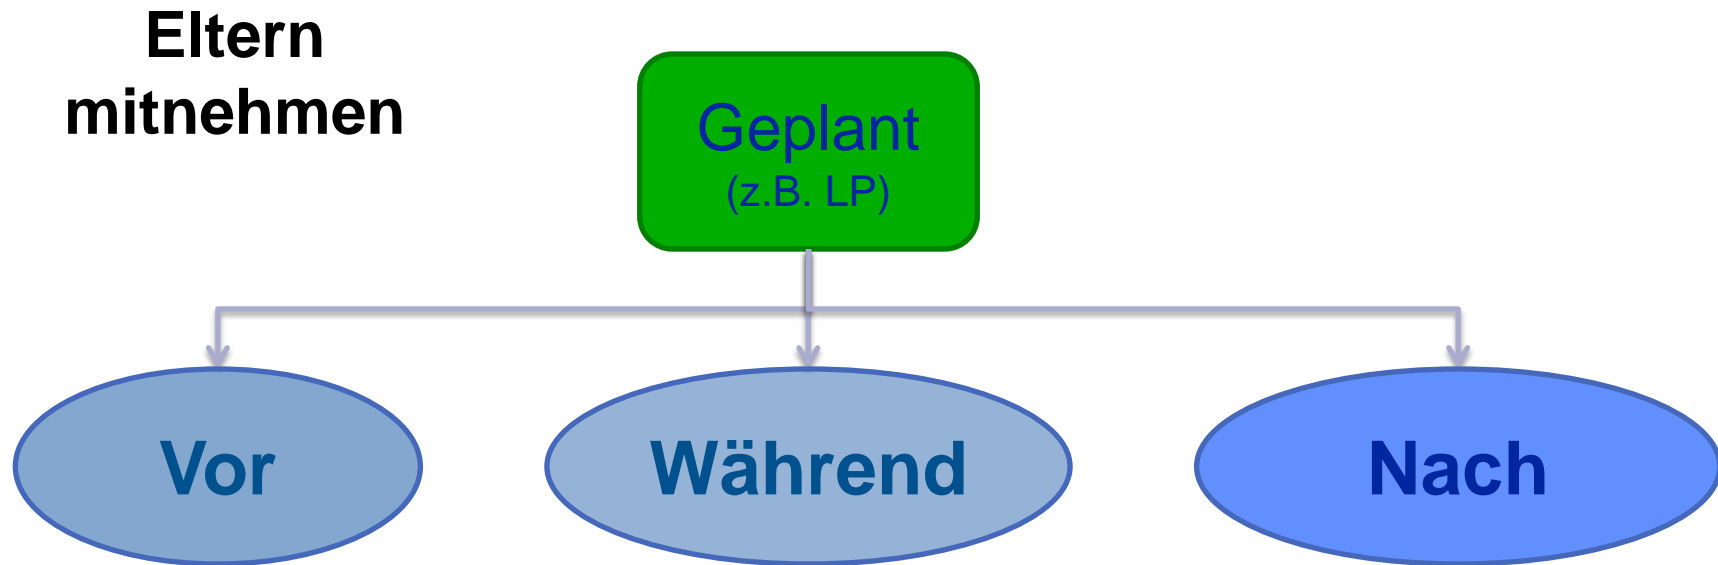 Eltern
mitnehmen
Geplant
(z.B. LP)
Vor
Während
Nach